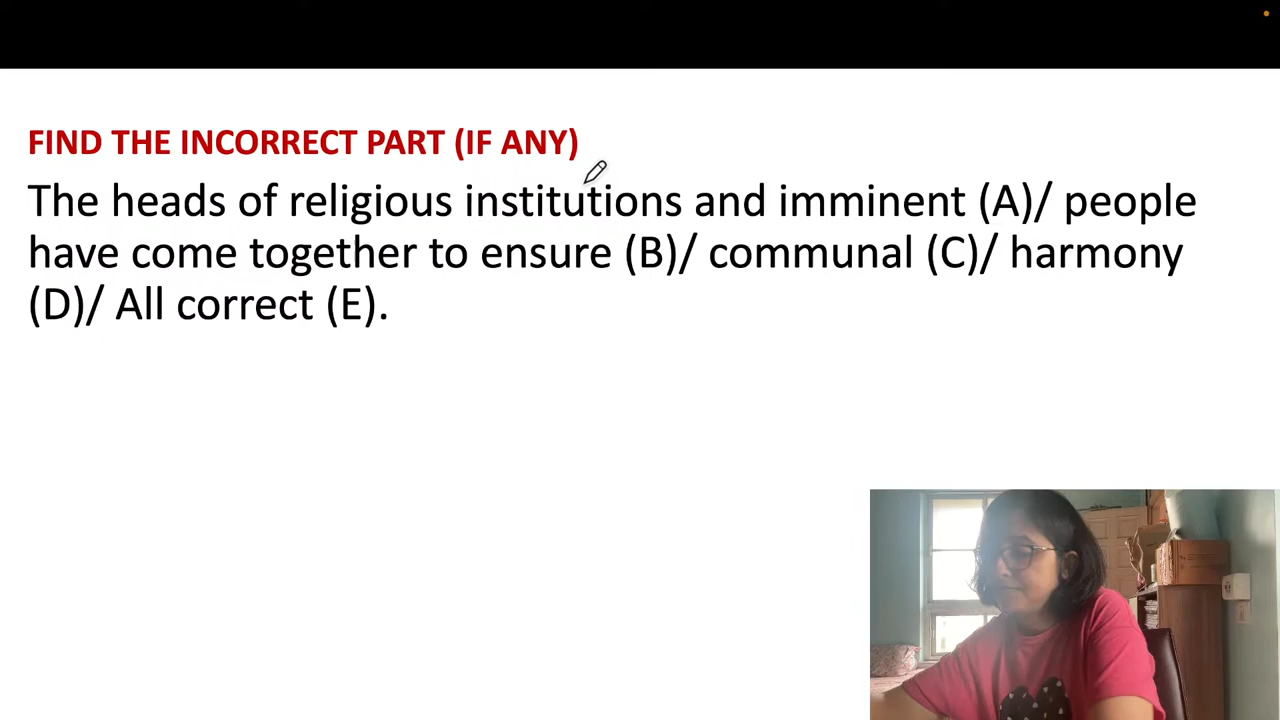 FIND THE INCORRECT PART (IF ANY)
The heads of religious institutions and imminent (A)/ people
have come together to ensure (B)/ communal (C)/ harmony
(D)/ All correct (E).